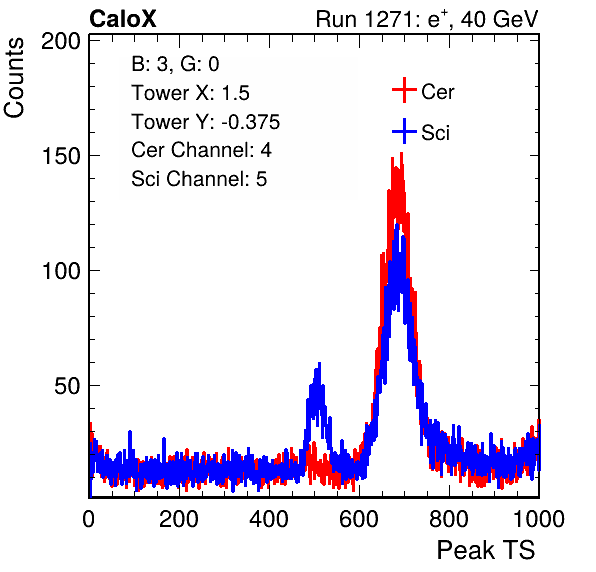 CaloX Run 1271: e⁺, 40 GeV
Counts
200
150
100
50
B: 3, G: 0
Tower X: 1.5
Tower Y: -0.375
Cer Channel: 4
Sci Channel: 5
Cer
Sci
0 200 400 600 800 1000
Peak TS